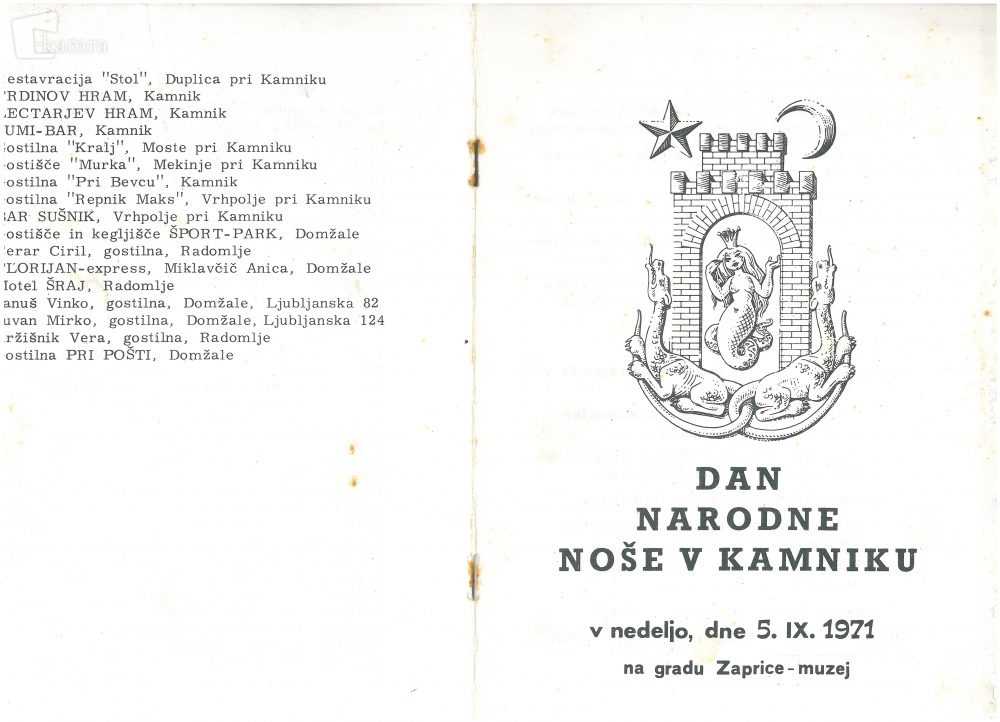 kamra
estavracija "Stol", Duplica pri Kamniku
RDINOV HRAM, Kamnik
ECTARJEV HRAM, Kamnik
UMI-BAR, Kamnik
ostilna "Kralj", Moste pri Kamniku
ostišče "Murka", Mekinje pri Kamniku
ostilna "Pri Bevcu", Kamnik
ostilna "Repnik Maks", Vrhpolje pri Kamniku
BAR SUŠNIK, Vrhpolje pri Kamniku
ostišče in kegljišče ŠPORT-PARK, Domžale
erar Ciril, gostilna, Radomlje
FLORIJAN-express, Miklavčič Anica, Domžale
Hotel ŠRAJ, Radomlje
anuš Vinko, gostilna, Domžale, Ljubljanska 82
uvan Mirko, gostilna, Domžale, Ljubljanska 124
ržišnik Vera, gostilna, Radomlje
ostilna PRI POŠTI, Domžale
DAN
NARODNE
NOŠE V KAMNIKU
v nedeljo, dne 5. IX. 1971
na gradu Zaprice - muzej